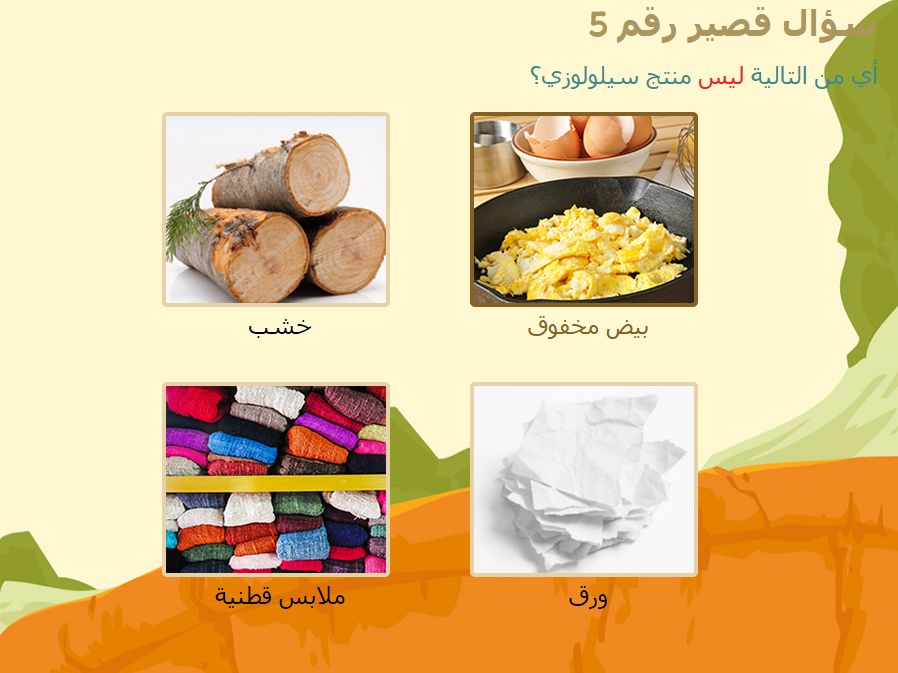 سؤال قصير رقم 5
أي من التالية ليس منتج سيلولوزي؟
بيض مخفوق
خشب
ورق
ملابس قطنية